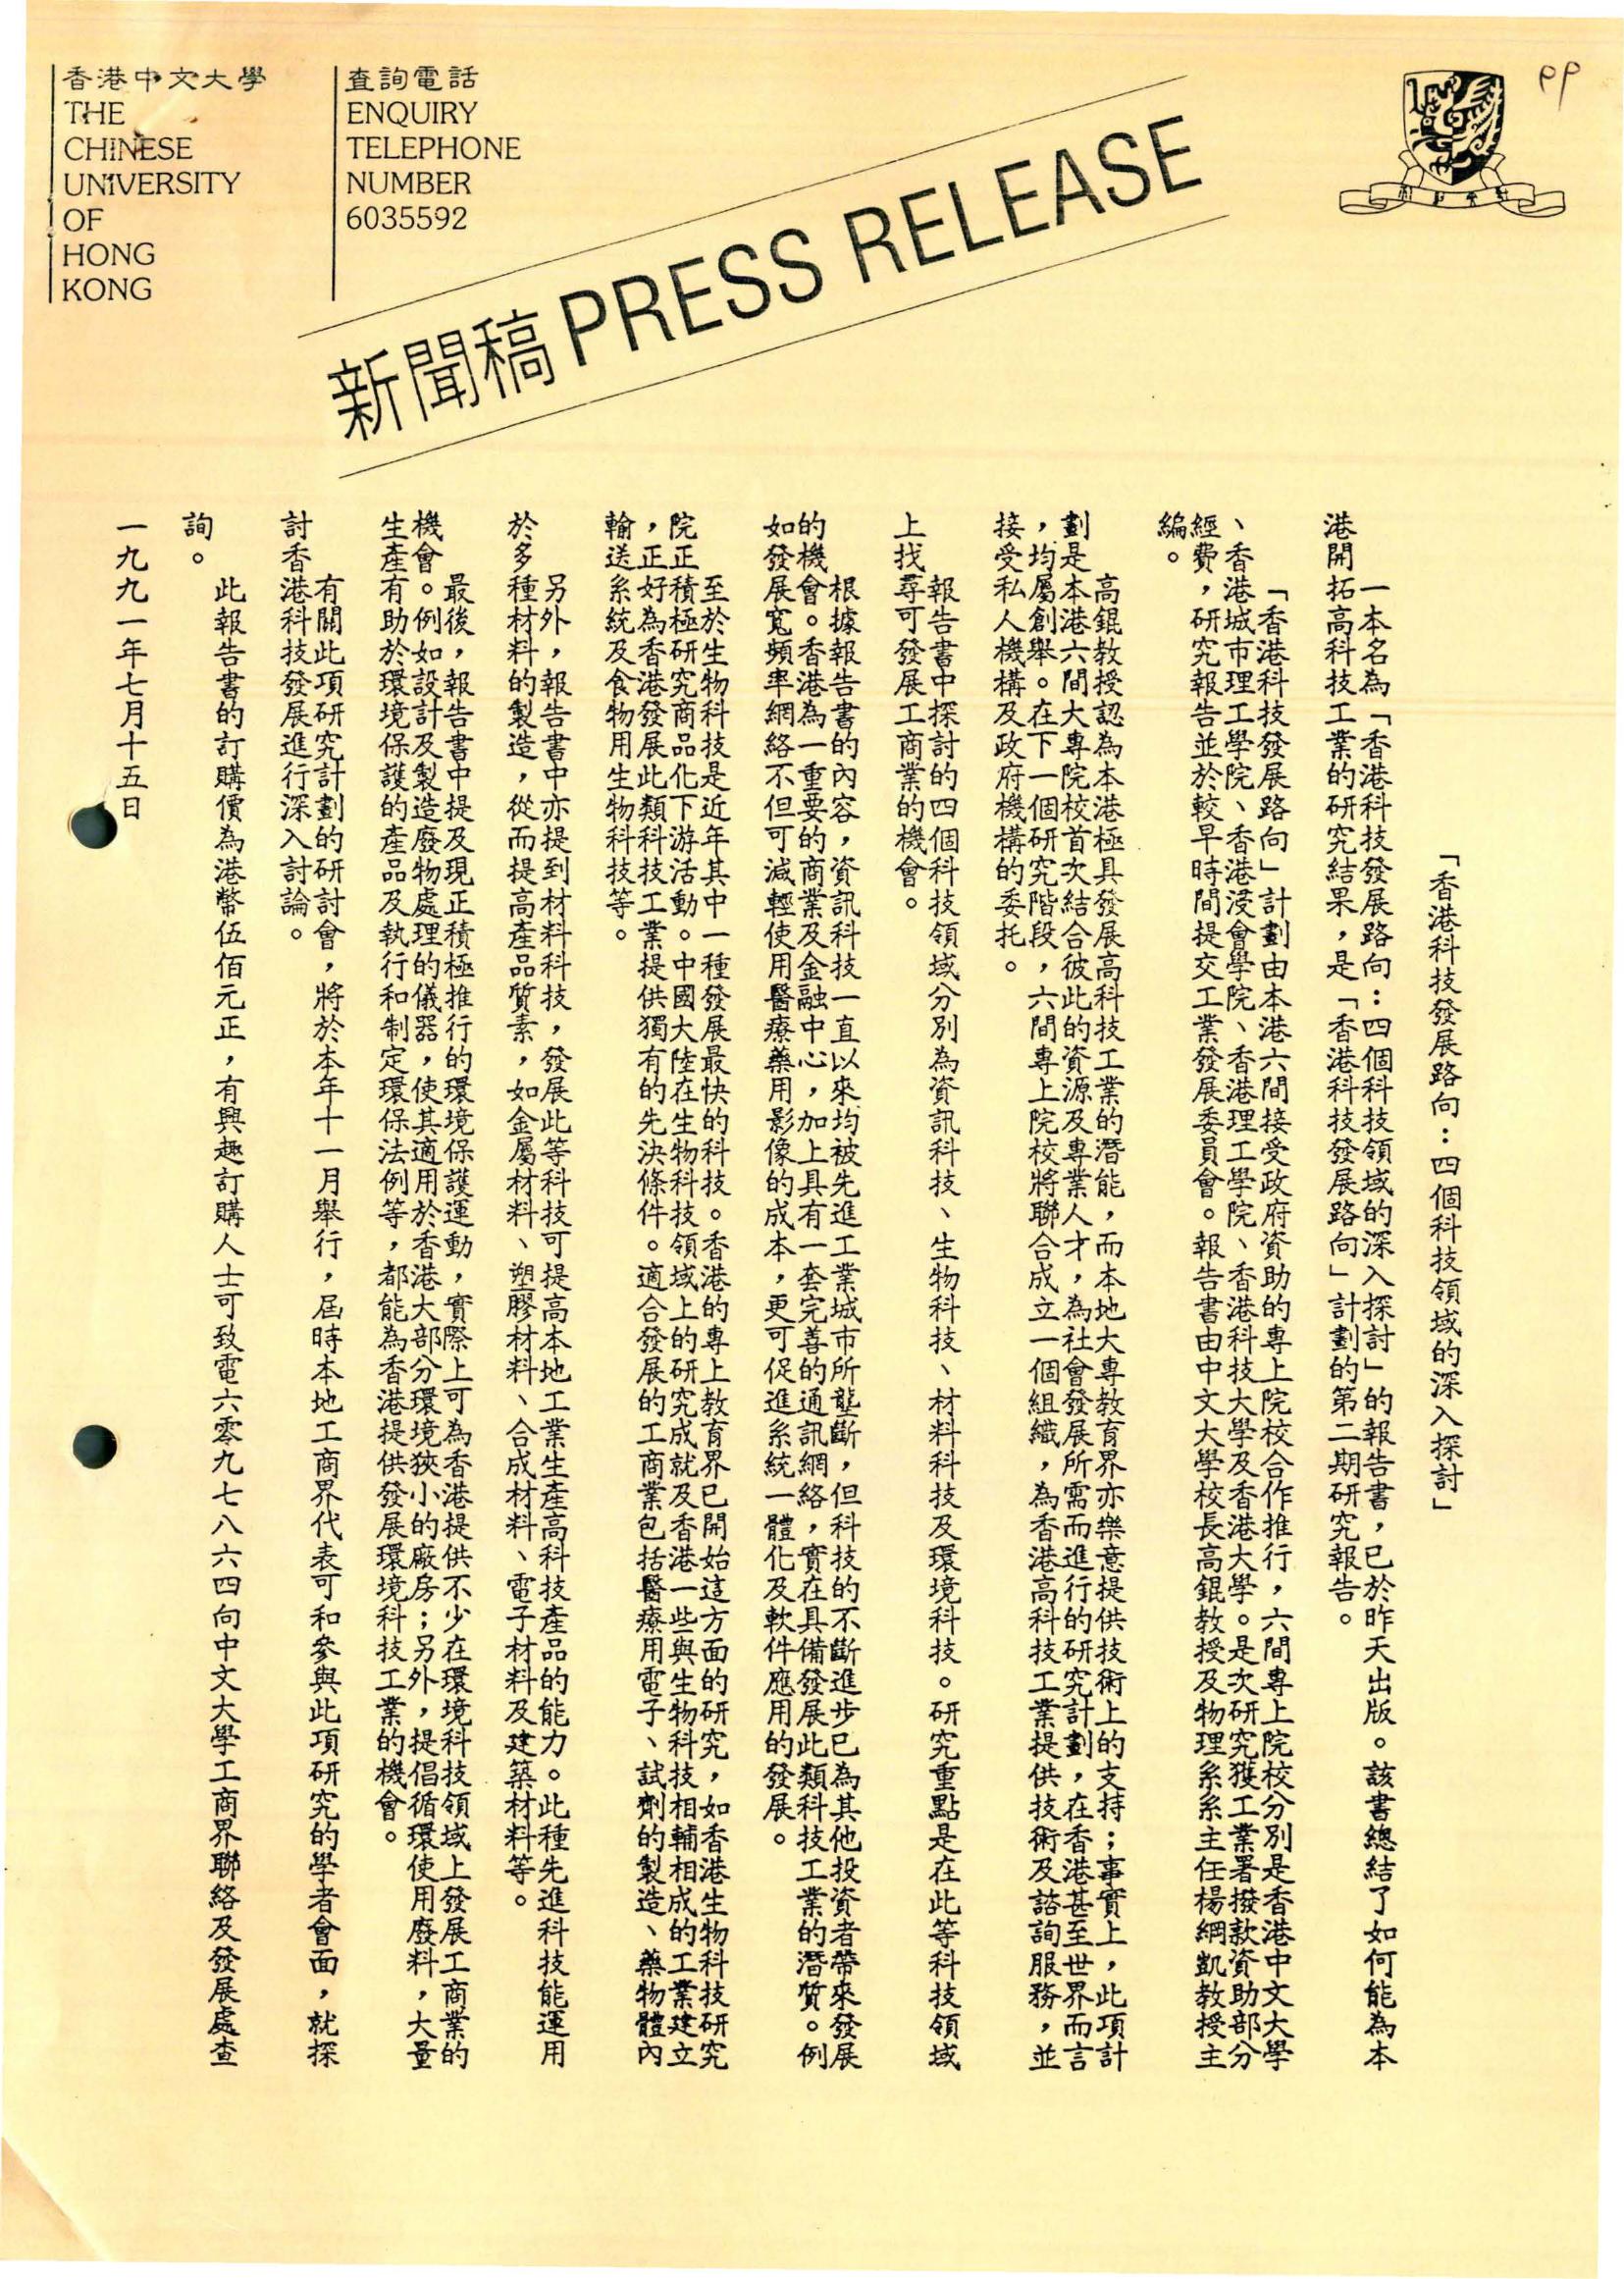 香港中文大學
THE
CHINESE
UNIVERSITY
OF
HONG
KONG
查詢電話
ENQUIRY
TELEPHONE
NUMBER
6035592
新聞稿 PRESS RELEASE
「香港科技發展路向：四個科技領域的深入探討」
一本名為「香港科技發展路向：四個科技領域的深入探討」的報告書，已於昨天出版。該書總結了如何能為本
港開拓高科技工業的研究結果，是「香港科技發展路向」計劃的第二期研究報告。
「香港科技發展路向」計劃由本港六間接受政府資助的專上院校合作推行，六間專上院校分別是香港中文大學
、香港城市理工學院、香港浸會學院、香港理工學院、香港科技大學及香港大學。是次研究獲工業署撥款資助部分
經費，研究報告並於較早時間提交工業發展委員會。報告書由中文大學校長高錕教授及物理系系主任楊綱凱教授主
編。
高錕教授認為本港極具發展高科技工業的潛能，而本地大專教育界亦樂意提供技術上的支持；事實上，此項計
劃是本港六間大專院校首次結合彼此的資源及專業人才，為社會發展所需而進行的研究計劃，在香港甚至世界而言
，均屬創舉。在下一個研究階段，六間專上院校將聯合成立一個組織，為香港高科技工業提供技術及諮詢服務，並
接受私人機構及政府機構的委托。
報告書中探討的四個科技領域分別為資訊科技、生物科技、材料科技及環境科技。研究重點是在此等科技領域
上找尋可發展工商業的機會。
根據報告書的內容，資訊科技一直以來均被先進工業城市所壟斷，但科技的不斷進步已為其他投資者帶來發展
的機會。香港為一重要的商業及金融中心，加上具有一套完善的通訊網絡，實在具備發展此類科技工業的潛質。例
如發展寬頻率網絡不但可減輕使用醫療藥用影像的成本，更可促進系統一體化及軟件應用的發展。
至於生物科技是近年其中一種發展最快的科技。香港的專上教育界已開始這方面的研究，如香港生物科技研究
院正積極研究商品化下游活動。中國大陸在生物科技領域上的研究成就及香港一些與生物科技相輔相成的工業建立
，正好為香港發展此類科技工業提供獨有的先決條件。適合發展的工商業包括醫療用電子、試劑的製造、藥物體內
輸送系統及食物用生物科技等。
另外，報告書中亦提到材料科技，發展此等科技可提高本地工業生產高科技產品的能力。此種先進科技能運用
於多種材料的製造，從而提高產品質素，如金屬材料、塑膠材料、合成材料、電子材料及建築材料等。
最後，報告書中提及現正積極推行的環境保護運動，實際上可為香港提供不少在環境科技領域上發展工商業的
機會。例如設計及製造廢物處理的儀器，使其適用於香港大部分環境狹小的廠房；另外，提倡循環使用廢料，大量
生產有助於環境保護的產品及執行和制定環保法例等，都能為香港提供發展環境科技工業的機會。
有關此項研究計劃的研討會，將於本年十一月舉行，屆時本地工商界代表可和參與此項研究的學者會面，就探
討香港科技發展進行深入討論。
此報告書的訂購價為港幣伍佰元正，有興趣訂購人士可致電六零九七八六四向中文大學工商界聯絡及發展處查
詢。
一九九一年七月十五日